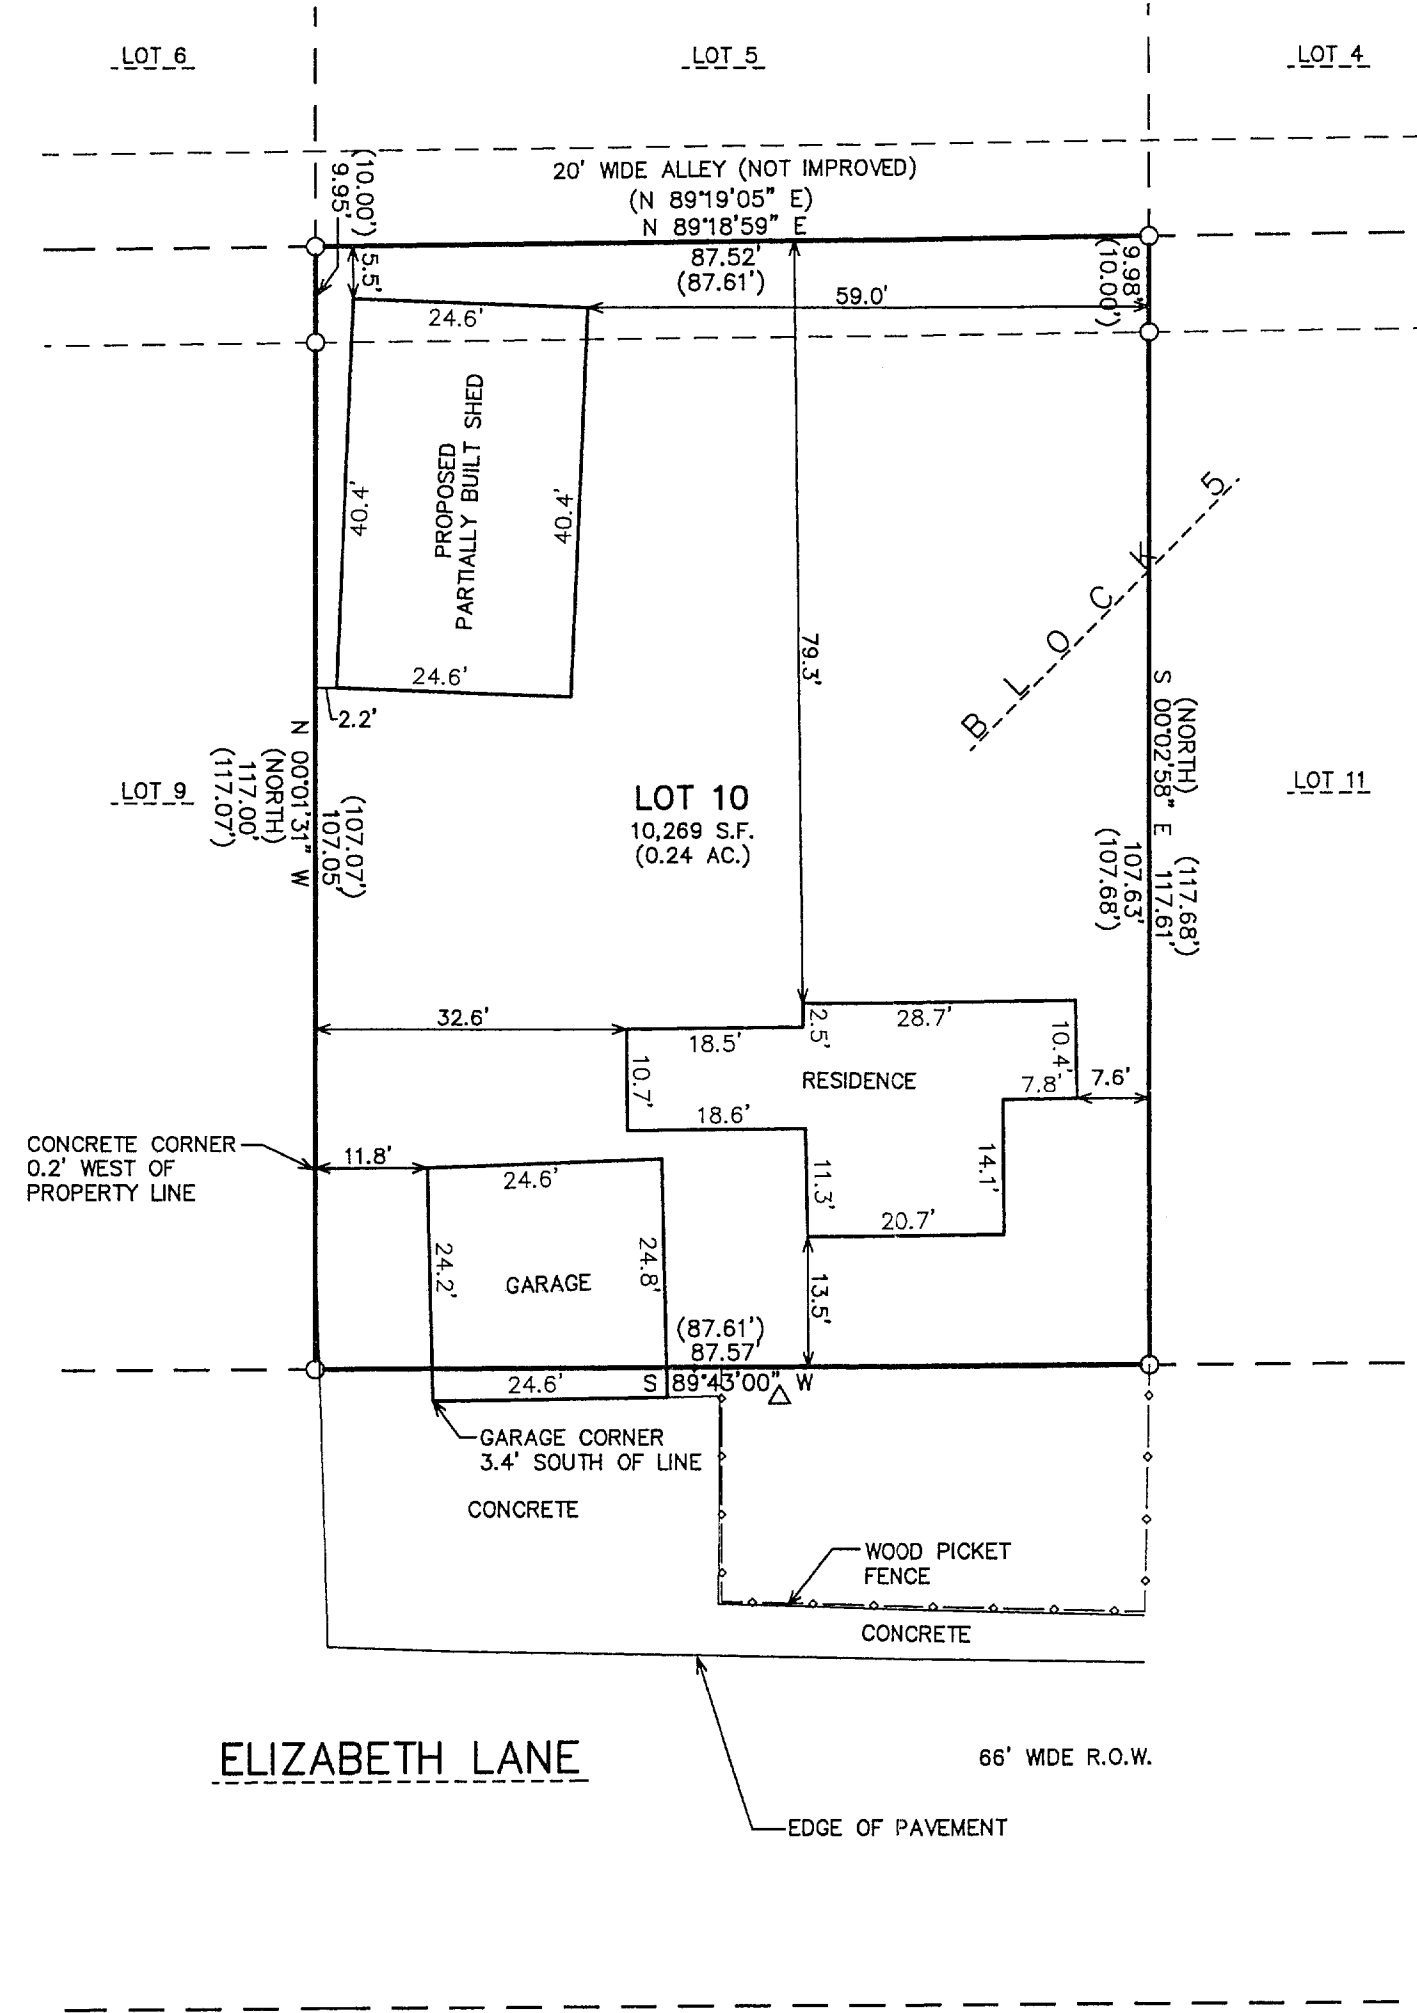 LOT 6
LOT 5
LOT 4
20' WIDE ALLEY (NOT IMPROVED)
(N 89°19'05" E)
N 89°18'59" E
87.52'
(87.61')
(10.00')
9.95'
5.5'
9.98'
(10.00')
59.0'
24.6'
40.4'
PROPOSED
PARTIALLY BUILT SHED
40.4'
24.6'
2.2'
79.3'
BLOCK 5
LOT 9
N 00°01'31" W
(NORTH)
117.00'
(117.07')
(107.07')
107.05'
LOT 10
10,269 S.F.
(0.24 AC.)
LOT 11
(NORTH)
S 00°02'58" E
(117.68')
117.61'
107.63'
(107.68')
32.6'
18.5'
2.5'
28.7'
10.4'
10.7'
RESIDENCE
7.8'
7.6'
18.6'
11.3'
14.1'
20.7'
13.5'
CONCRETE CORNER
0.2' WEST OF
PROPERTY LINE
11.8'
24.6'
24.2'
24.8'
GARAGE
(87.61')
87.57'
S 89°43'00" W
24.6'
GARAGE CORNER
3.4' SOUTH OF LINE
CONCRETE
WOOD PICKET
FENCE
CONCRETE
ELIZABETH LANE
66' WIDE R.O.W.
EDGE OF PAVEMENT